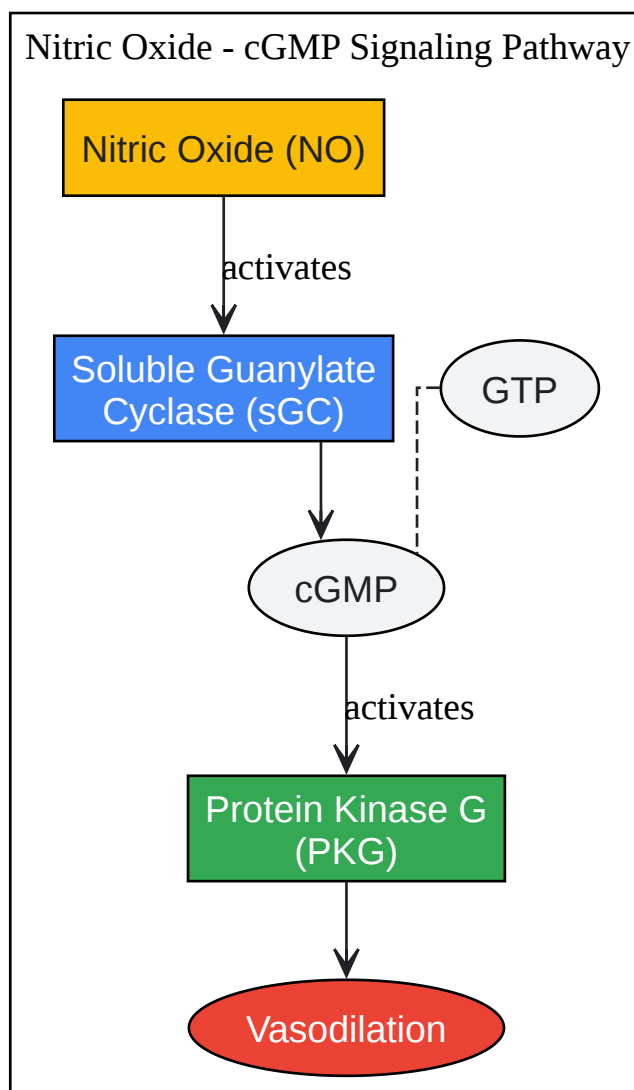 Nitric Oxide - cGMP Signaling Pathway
Nitric Oxide (NO)
activates
Soluble Guanylate
Cyclase (sGC)
GTP
cGMP
activates
Protein Kinase G
(PKG)
Vasodilation